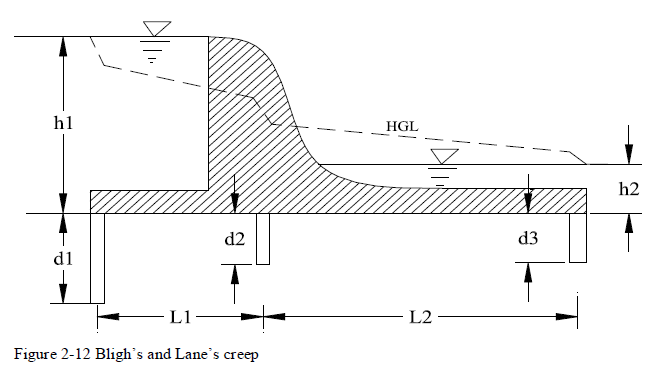 h1
HGL
h2
d2
d3
d1
L1
L2
Figure 2-12 Bligh’s and Lane’s creep